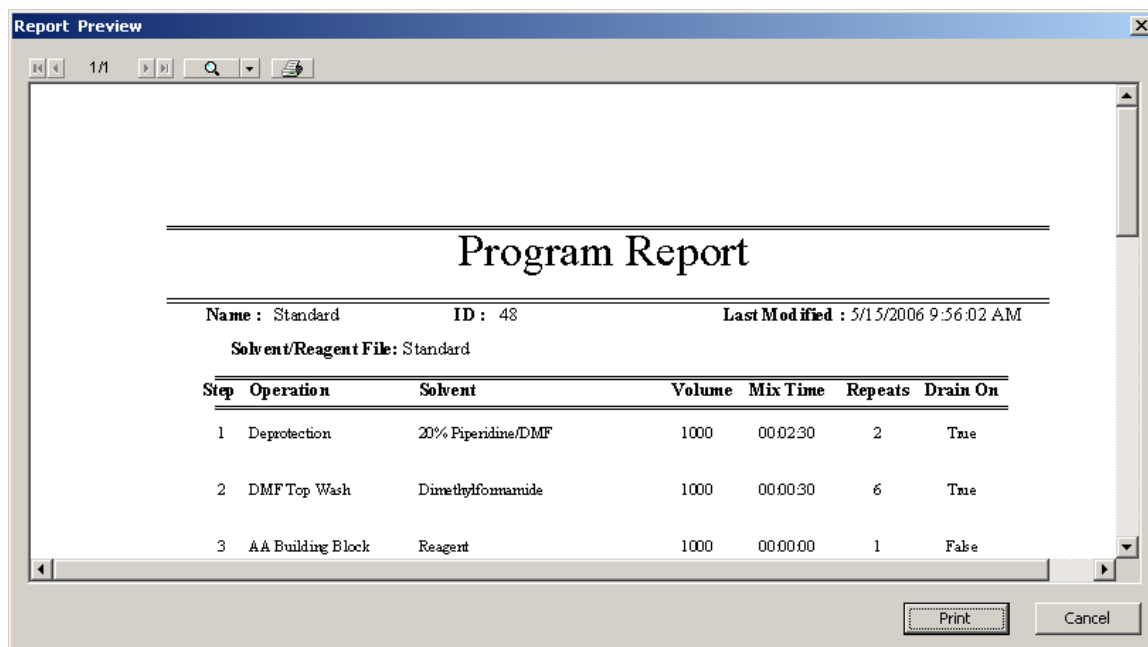 Report Preview
1/1
Program Report
Name : Standard ID : 48 Last Modified : 5/15/2006 9:56:02 AM
Solvent/Reagent File: Standard
Step Operation Solvent Volume Mix Time Repeats Drain On
1 Deprotection 20% Piperidine/DMF 1000 00:02:30 2 True
2 DMF Top Wash Dimethylformamide 1000 00:00:30 6 True
3 AA Building Block Reagent 1000 00:00:00 1 False
Print Cancel